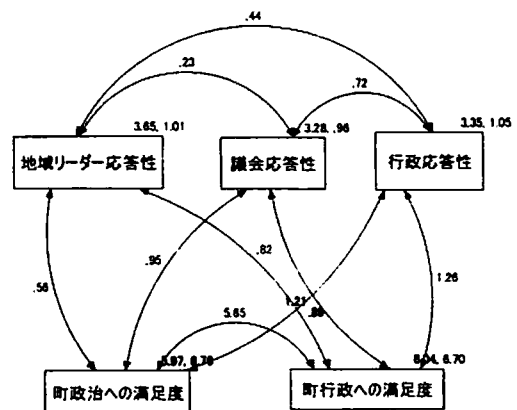 .44
.23
.72
3.65, 1.01
3.28, .96
3.35, 1.05
地域リーダー応答性
議会応答性
行政応答性
.56
.95
.82
1.21
1.26
5.65
6.70
町政治への満足度
町行政への満足度